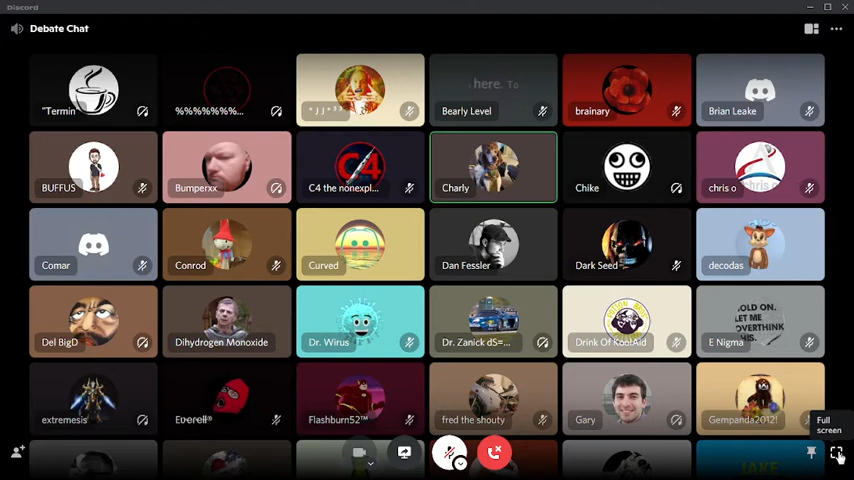 Discord
Debate Chat
"Termin"
%%%%%%%...
* J J * ³ ³
here. To
Bearly Level
brainary
Brian Leake
BUFFUS
Bumperxx
C4
C4 the nonexpl...
Charly
Chike
chris o
Comar
Conrod
Curved
Dan Fessler
Dark Seed
decodas
Del BigD
Dihydrogen Monoxide
Dr. Wirus
Dr. Zanick dS=...
Drink Of KoolAid
HOLD ON.
LET ME
OVERTHINK
THIS.
E Nigma
extremesis
Flashburn52™
fred the shouty
Gary
Gempanda2012!
Full
screen
JAKE